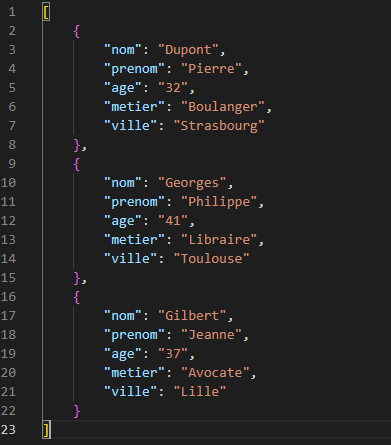 1 [
2     {
3         "nom": "Dupont",
4         "prenom": "Pierre",
5         "age": "32",
6         "metier": "Boulanger",
7         "ville": "Strasbourg"
8     },
9     {
10         "nom": "Georges",
11         "prenom": "Philippe",
12         "age": "41",
13         "metier": "Libraire",
14         "ville": "Toulouse"
15     },
16     {
17         "nom": "Gilbert",
18         "prenom": "Jeanne",
19         "age": "37",
20         "metier": "Avocate",
21         "ville": "Lille"
22     }
23 ]